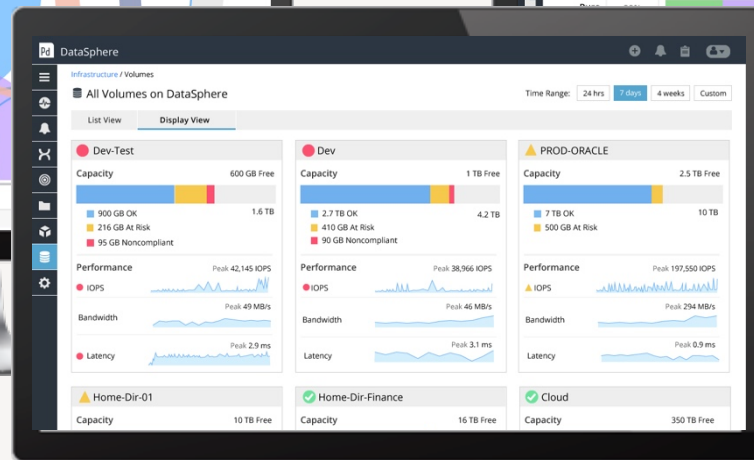 Pd DataSphere
Infrastructure / Volumes
All Volumes on DataSphere
Time Range: 24 hrs 7 days 4 weeks Custom
List View Display View
Dev-Test
Capacity 600 GB Free
900 GB OK 1.6 TB
216 GB At Risk
95 GB Noncompliant
Performance Peak 42,145 IOPS
IOPS
Peak 49 MB/s
Bandwidth
Peak 2.9 ms
Latency
Dev
Capacity 1 TB Free
2.7 TB OK 4.2 TB
410 GB At Risk
90 GB Noncompliant
Performance Peak 38,966 IOPS
IOPS
Peak 46 MB/s
Bandwidth
Peak 3.1 ms
Latency
PROD-ORACLE
Capacity 2.5 TB Free
7 TB OK 10 TB
500 GB At Risk
Performance Peak 197,550 IOPS
IOPS
Peak 294 MB/s
Bandwidth
Peak 0.9 ms
Latency
Home-Dir-01
Capacity 10 TB Free
Home-Dir-Finance
Capacity 16 TB Free
Cloud
Capacity 350 TB Free